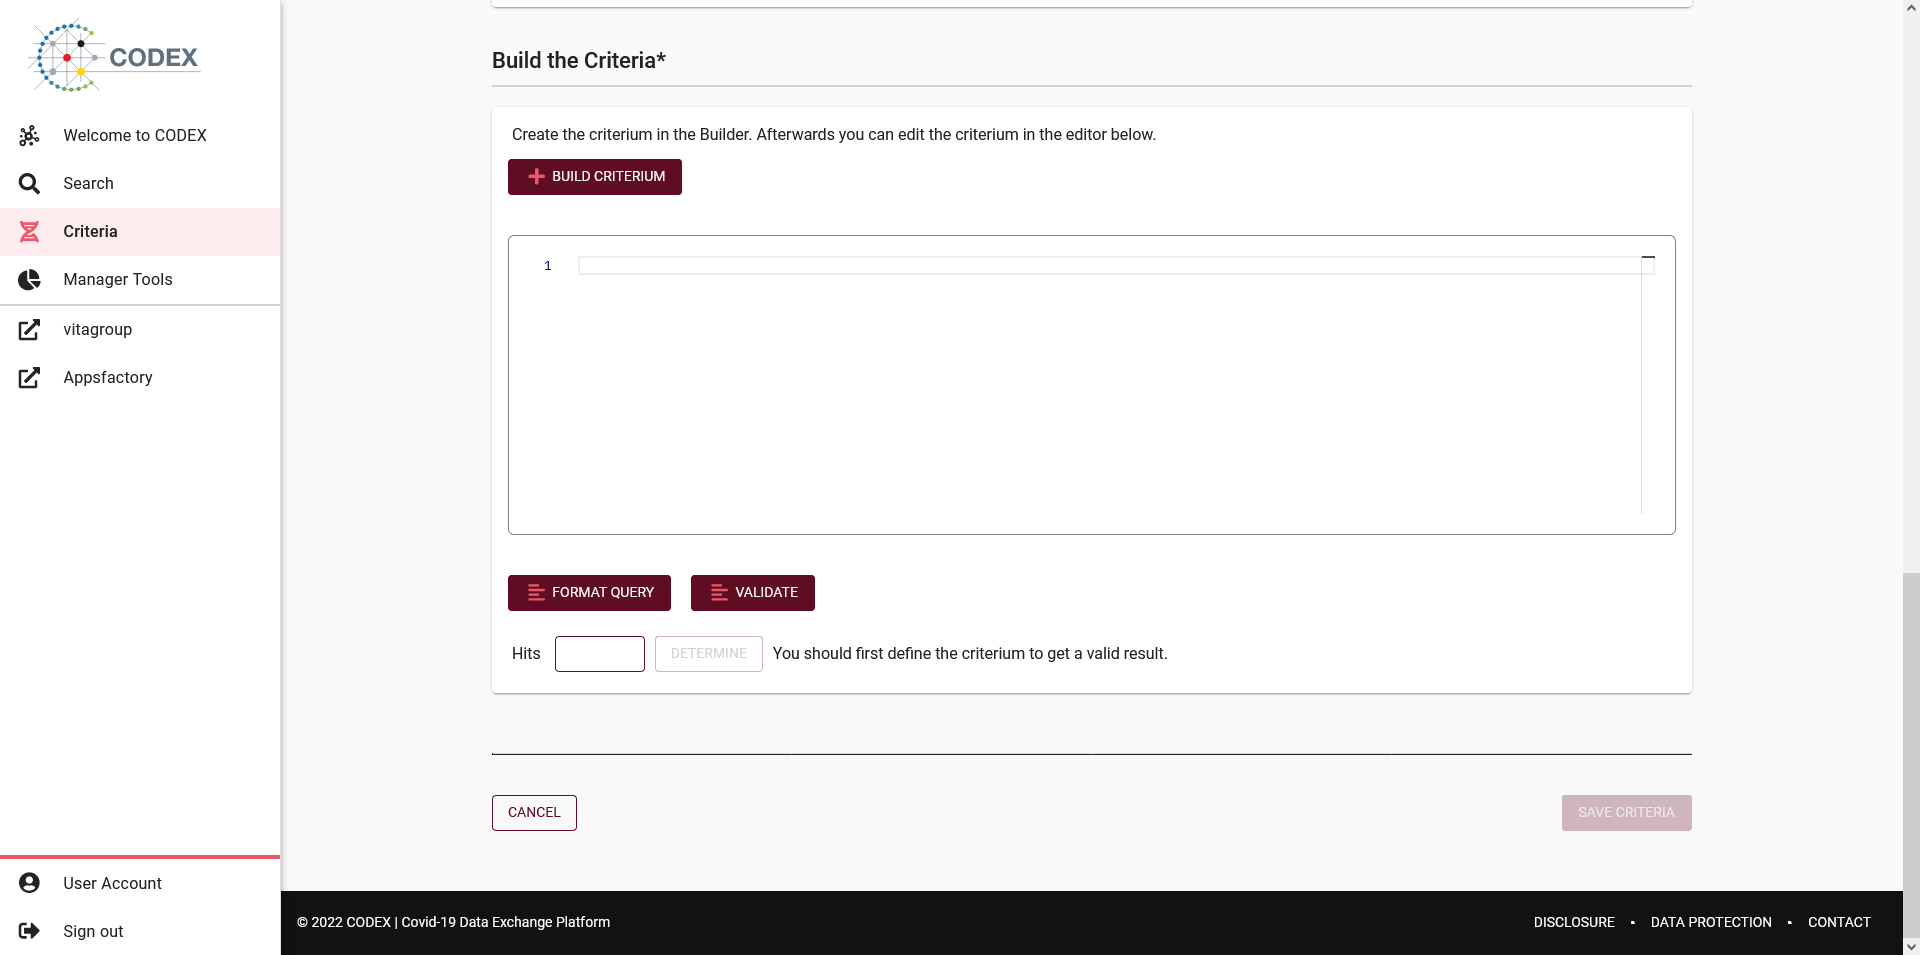 CODEX
Welcome to CODEX
Search
Criteria
Manager Tools
vitagroup
Appsfactory
User Account
Sign out
Build the Criteria*
Create the criterium in the Builder. Afterwards you can edit the criterium in the editor below.
BUILD CRITERIUM
1
FORMAT QUERY VALIDATE
Hits DETERMINE You should first define the criterium to get a valid result.
CANCEL SAVE CRITERIA
© 2022 CODEX | Covid-19 Data Exchange Platform DISCLOSURE • DATA PROTECTION • CONTACT